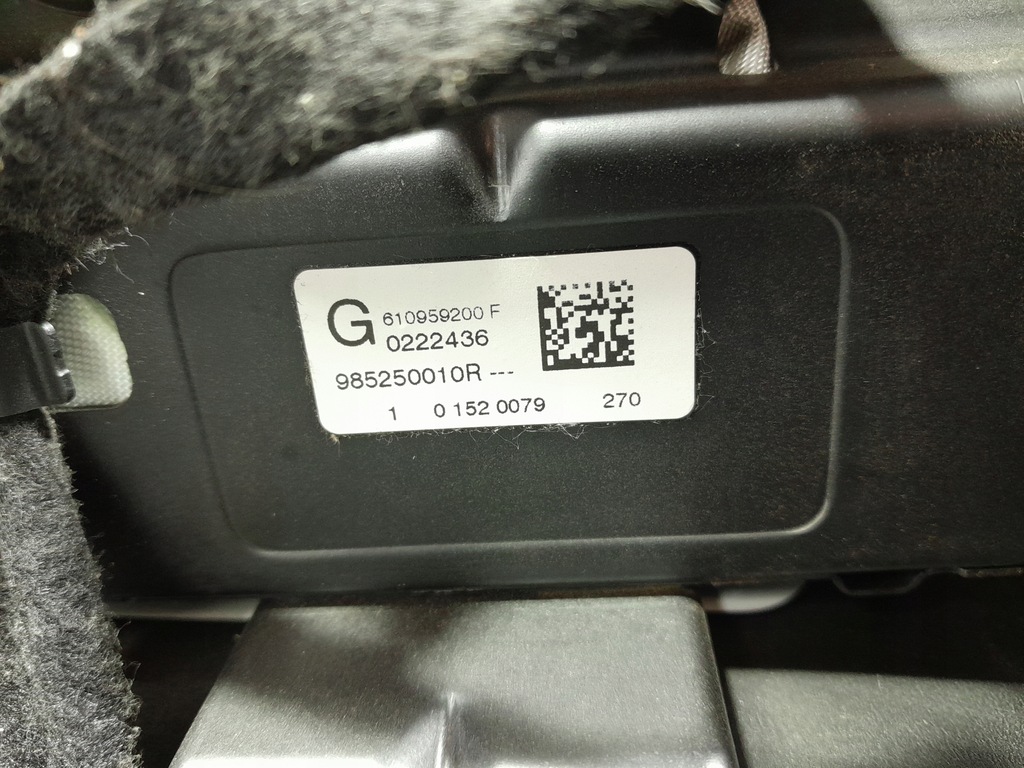 G 610959200 F
0222436
985250010R ---
1 0 152 0079 270